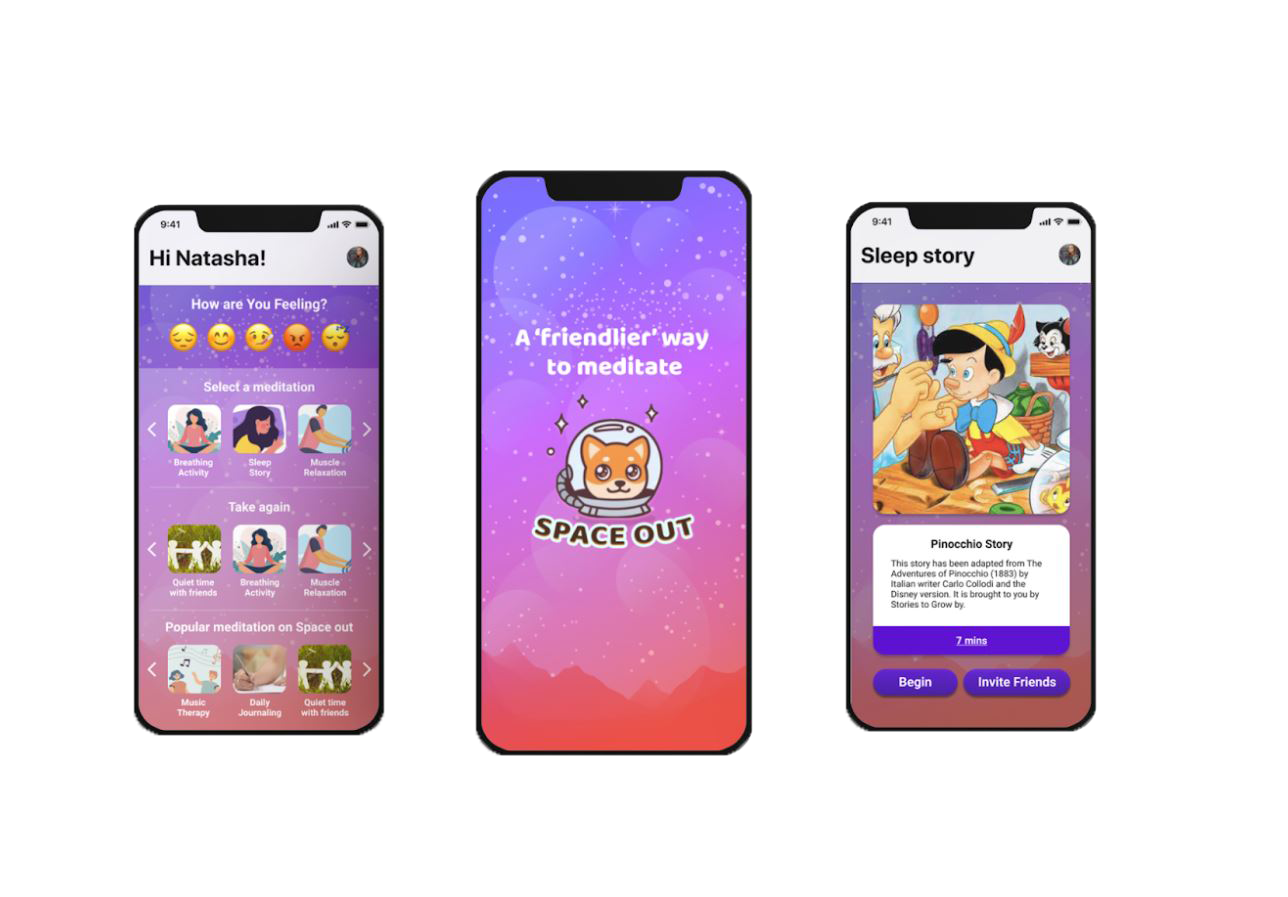 9:41
Hi Natasha!
How are You Feeling?
Select a meditation
Breathing
Activity
Sleep
Story
Muscle
Relaxation
Take again
Quiet time
with friends
Breathing
Activity
Muscle
Relaxation
Popular meditation on Space out
Music
Therapy
Daily
Journaling
Quiet time
with friends
A 'friendlier' way
to meditate
SPACE OUT
9:41
Sleep story
Pinocchio Story
This story has been adapted from The
Adventures of Pinocchio (1883) by
Italian writer Carlo Collodi and the
Disney version. It is brought to you by
Stories to Grow by.
7 mins
Begin
Invite Friends